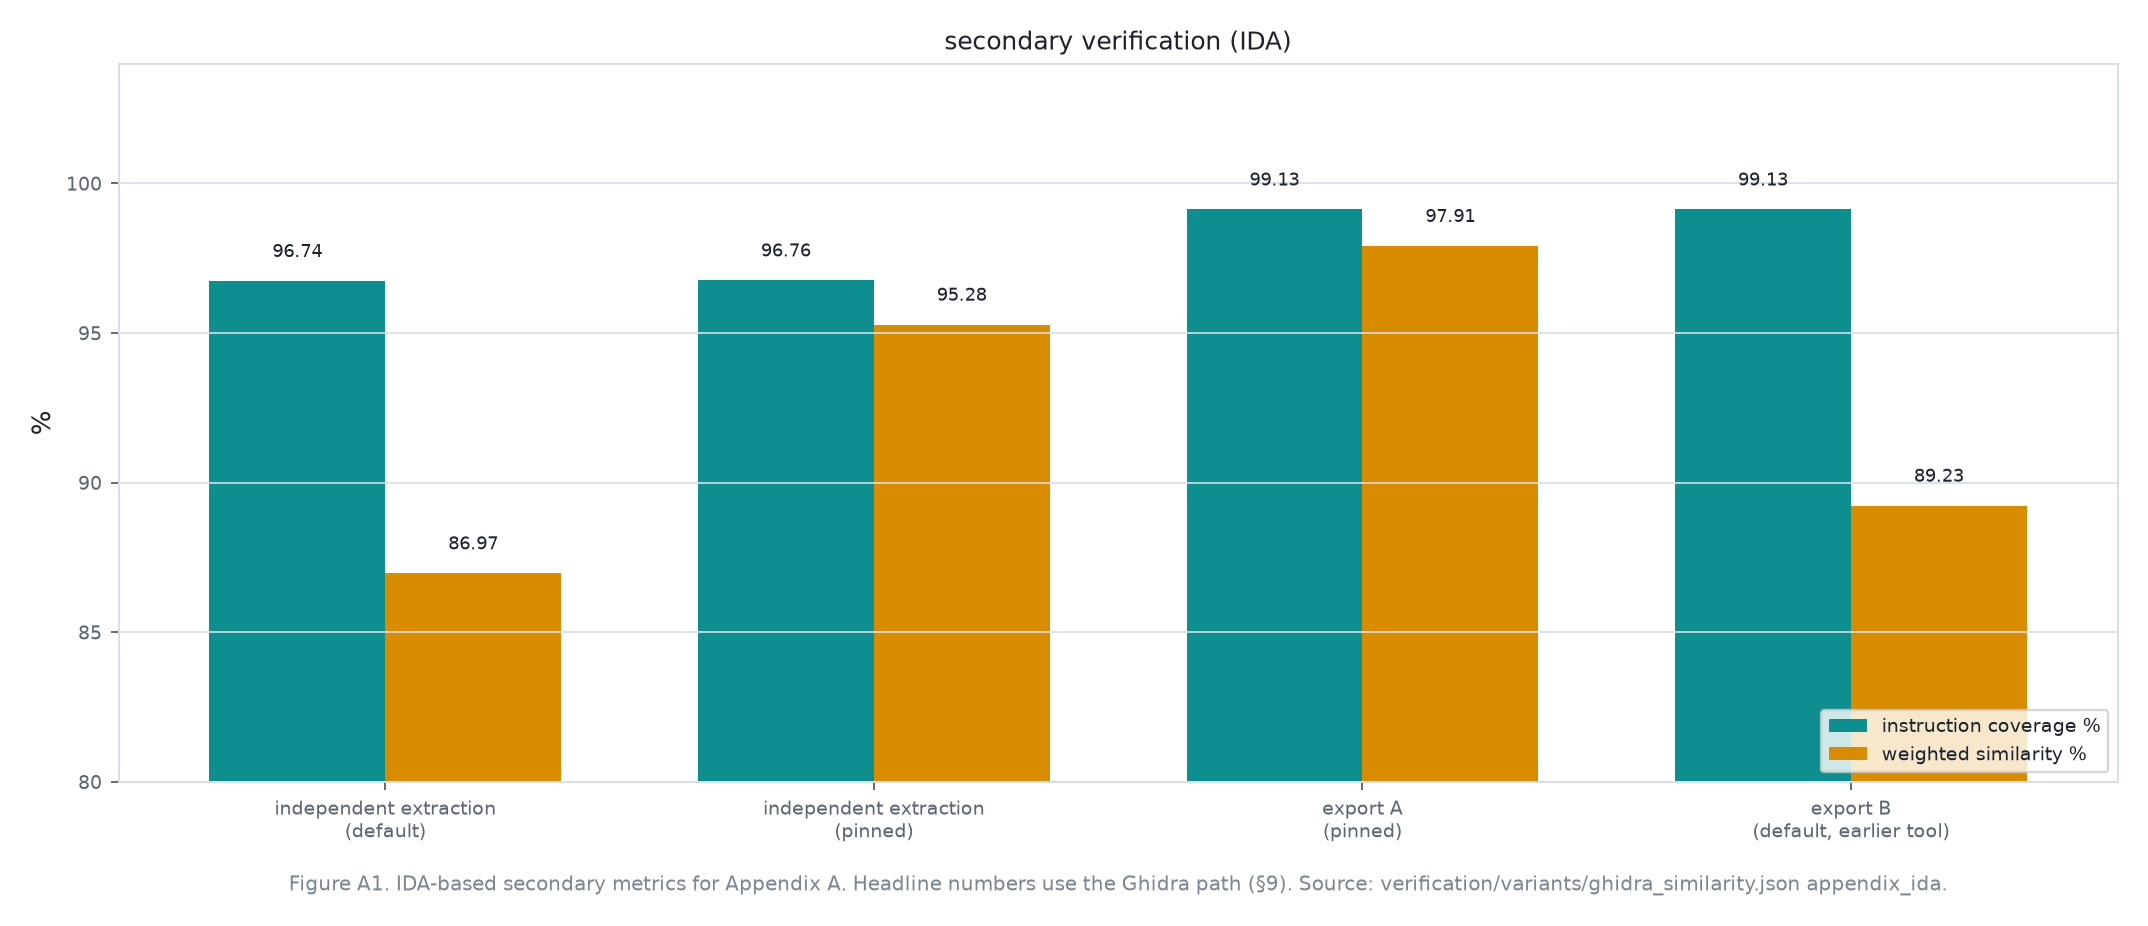 secondary verification (IDA)
%
100
95
90
85
80
96.74
86.97
96.76
95.28
99.13
97.91
99.13
89.23
instruction coverage %
weighted similarity %
independent extraction
(default)
independent extraction
(pinned)
export A
(pinned)
export B
(default, earlier tool)
Figure A1. IDA-based secondary metrics for Appendix A. Headline numbers use the Ghidra path (§9). Source: verification/variants/ghidra_similarity.json appendix_ida.